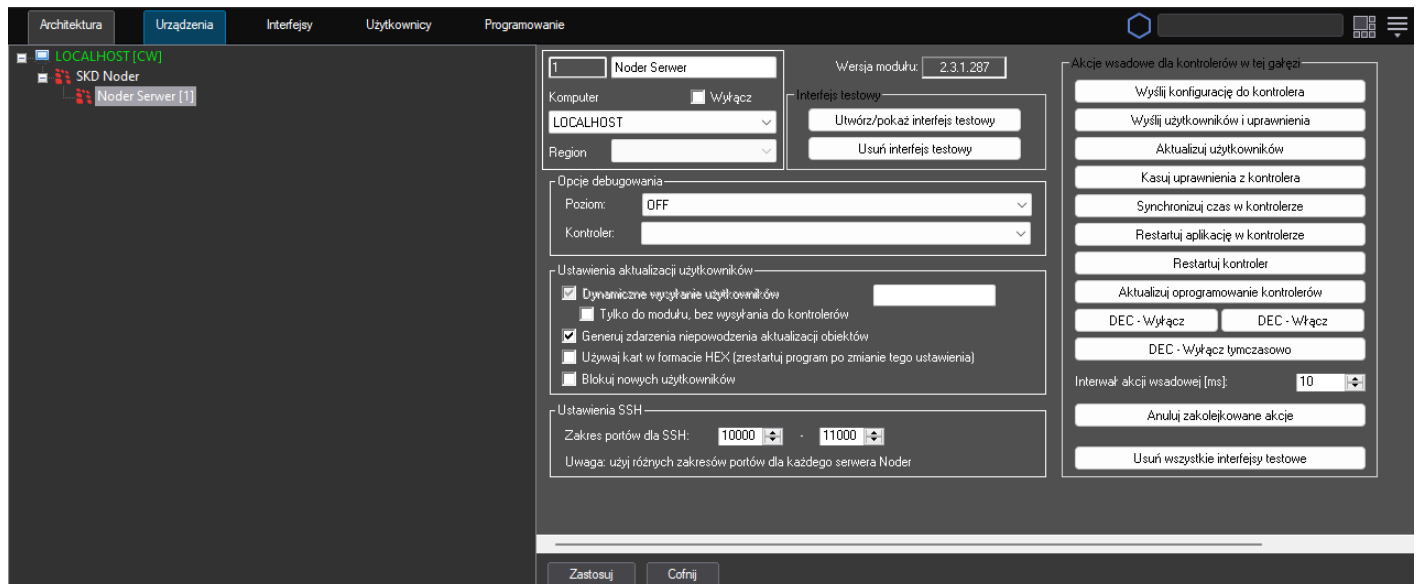 Architektura Urządzenia Interfejsy Użytkownicy Programowanie
LOCALHOST [CW]
SKD Noder
Noder Serwer [1]
1 Noder Serwer
Komputer Wyłącz
LOCALHOST
Region
Wersja modułu: 2.3.1.287
Interfejs testowy
Utwórz/pokaż interfejs testowy
Usuń interfejs testowy
Opcje debugowania
Poziom: OFF
Kontroler:
Ustawienia aktualizacji użytkowników
Dynamiczne wysyłanie użytkowników
Tylko do modułu, bez wysyłania do kontrolerów
Generuj zdarzenia niepowodzenia aktualizacji obiektów
Używaj kart w formacie HEX (zrestartuj program po zmianie tego ustawienia)
Blokuj nowych użytkowników
Ustawienia SSH
Zakres portów dla SSH: 10000 - 11000
Uwaga: użyj różnych zakresów portów dla każdego serwera Noder
Akcje wsadowe dla kontrolerów w tej gałęzi
Wyślij konfigurację do kontrolera
Wyślij użytkowników i uprawnienia
Aktualizuj użytkowników
Kasuj uprawnienia z kontrolera
Synchronizuj czas w kontrolerze
Restartuj aplikację w kontrolerze
Restartuj kontroler
Aktualizuj oprogramowanie kontrolerów
DEC - Wyłącz DEC - Włącz
DEC - Wyłącz tymczasowo
Interwał akcji wsadowej [ms]: 10
Anuluj zakolejkowane akcje
Usuń wszystkie interfejsy testowe
Zastosuj Cofnij